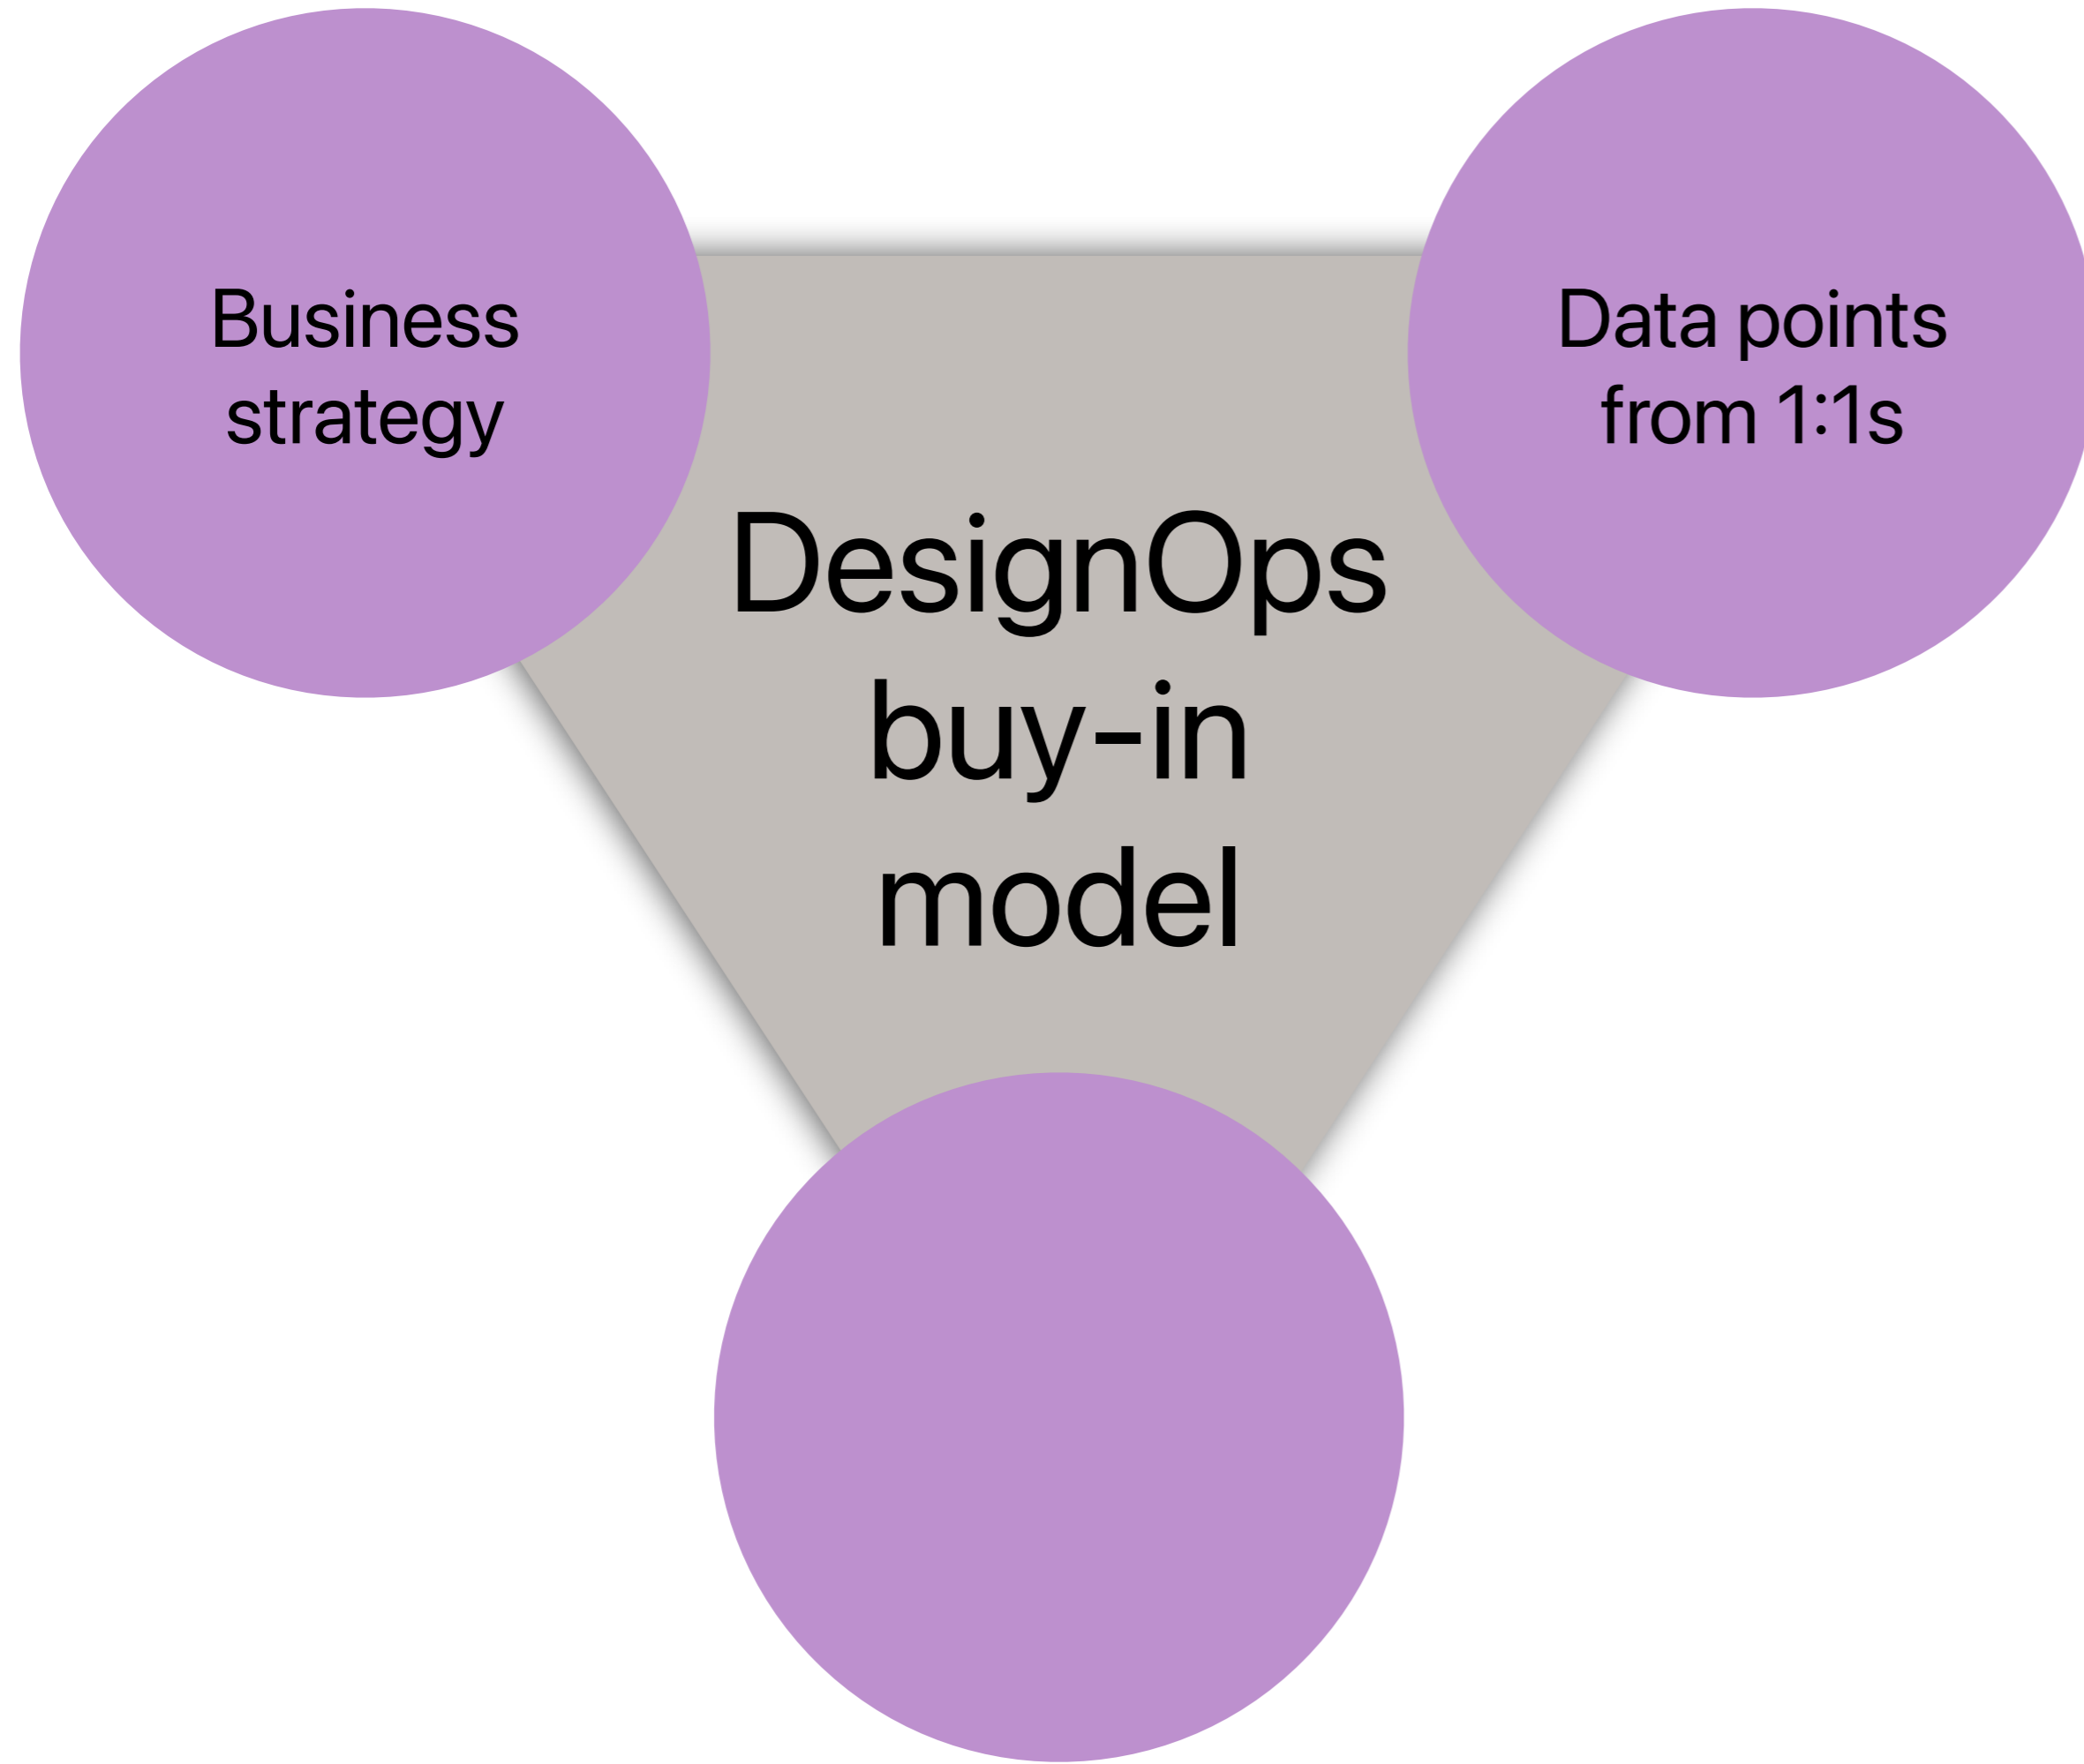 Business
strategy
Data points
from 1:1s
DesignOps
buy-in
model